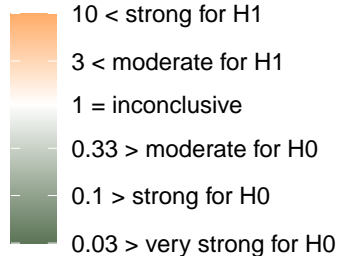 10 < strong for H1
3 < moderate for H1
1 = inconclusive
0.33 > moderate for H0
0.1 > strong for H0
0.03 > very strong for H0